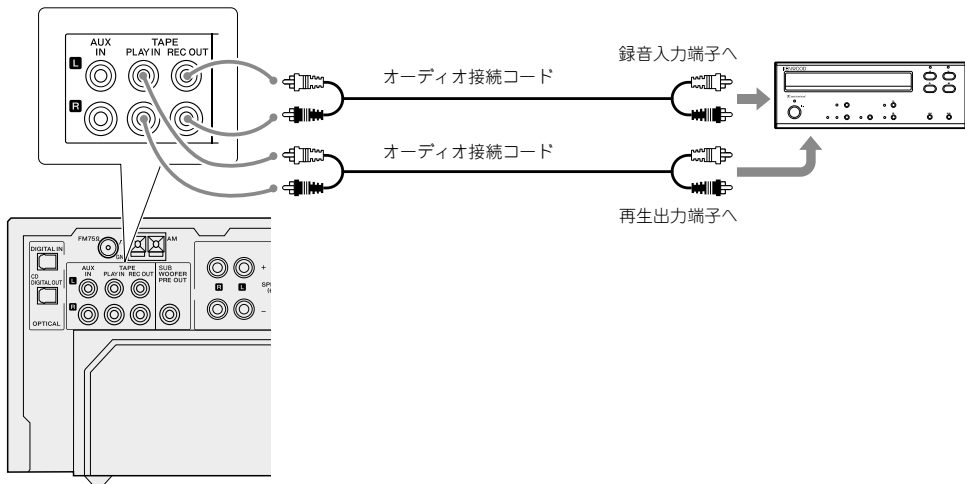 AUX IN
TAPE
PLAY IN REC OUT
L
R
オーディオ接続コード
録音入力端子へ
KENWOOD
オーディオ接続コード
再生出力端子へ
DIGITAL IN
CD DIGITAL OUT
OPTICAL
FM75Ω
GN
AM
AUX IN
TAPE
PLAY IN REC OUT
L
R
SUB WOOFER PRE OUT
R L
+
SP
−